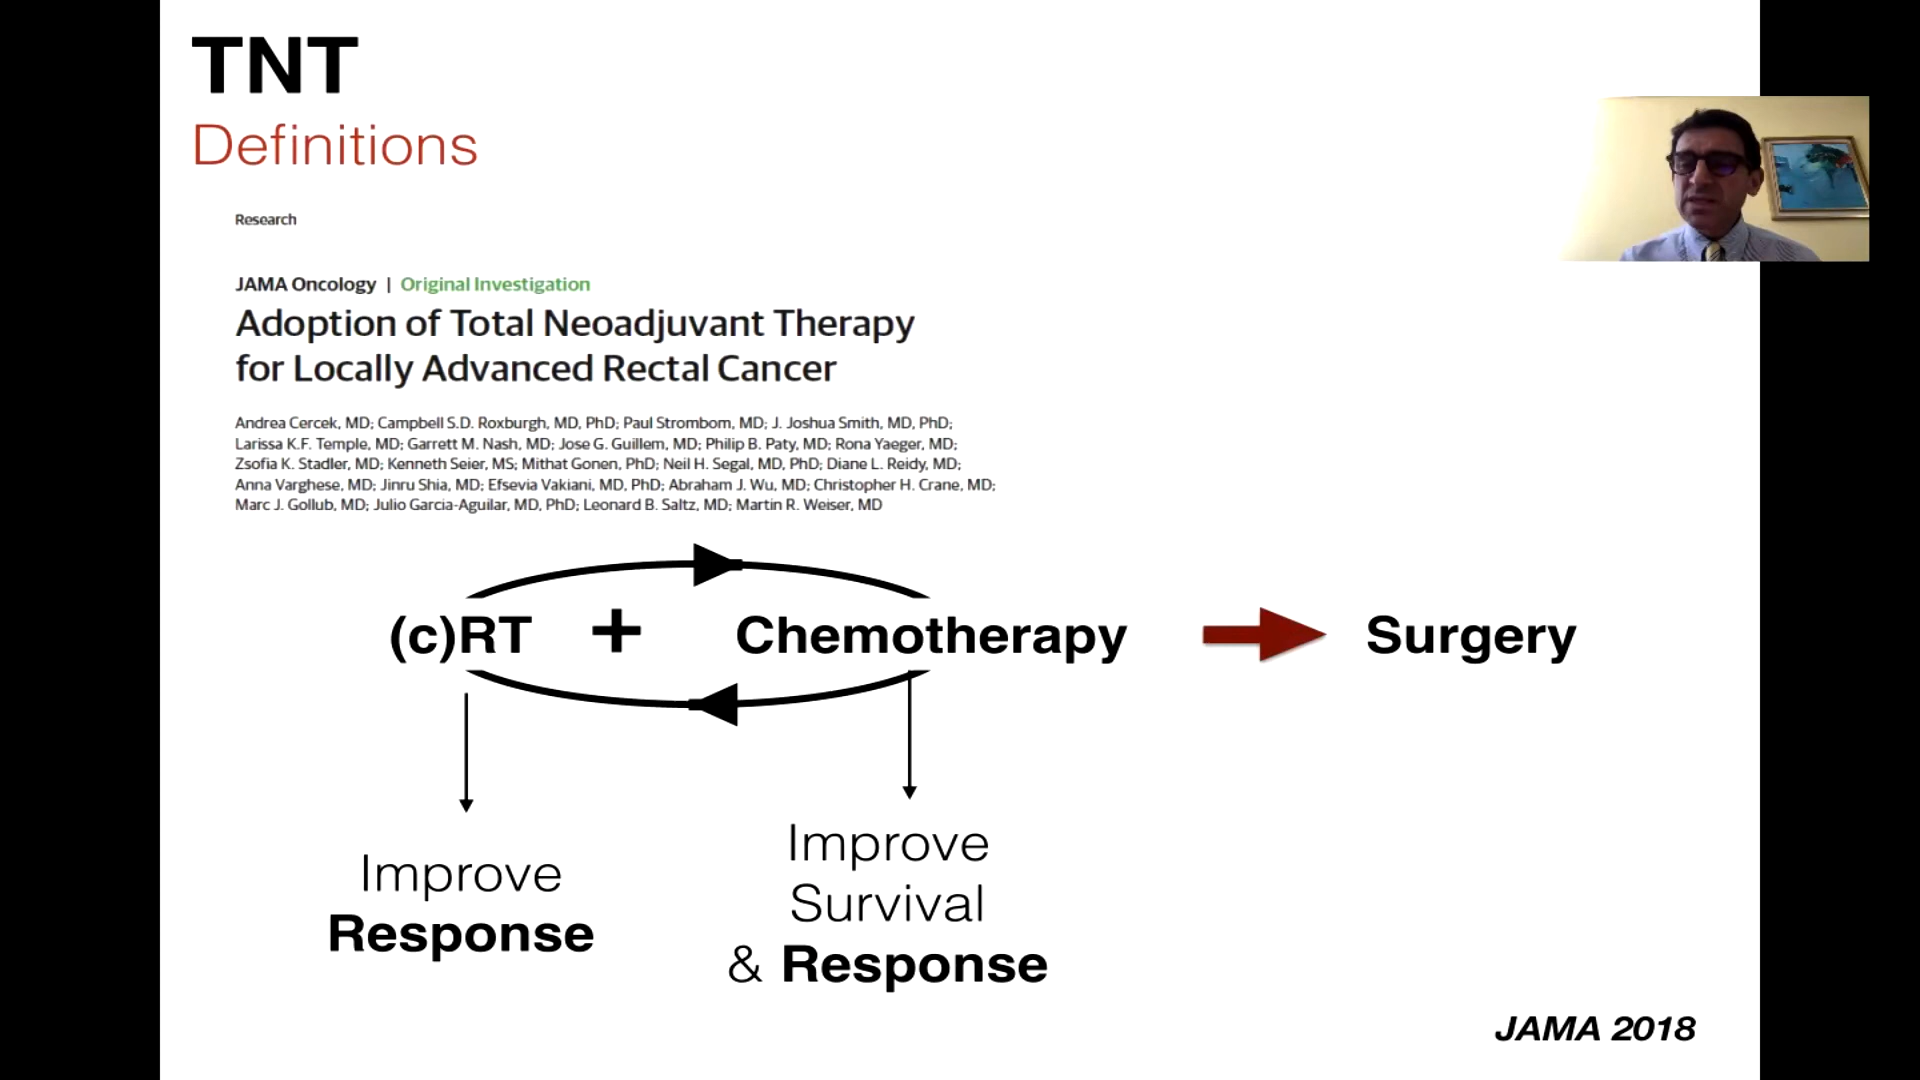 TNT
Definitions
Research
JAMA Oncology | Original Investigation
Adoption of Total Neoadjuvant Therapy
for Locally Advanced Rectal Cancer
Andrea Cercek, MD; Campbell S.D. Roxburgh, MD, PhD; Paul Strombom, MD; J. Joshua Smith, MD, PhD;
Larissa K.F. Temple, MD; Garrett M. Nash, MD; Jose G. Guillem, MD; Philip B. Paty, MD; Rona Yaeger, MD;
Zsofia K. Stadler, MD; Kenneth Seier, MS; Mithat Gonen, PhD; Neil H. Segal, MD, PhD; Diane L. Reidy, MD;
Anna Varghese, MD; Jinru Shia, MD; Efsevia Vakiani, MD, PhD; Abraham J. Wu, MD; Christopher H. Crane, MD;
Marc J. Gollub, MD; Julio Garcia-Aguilar, MD, PhD; Leonard B. Saltz, MD; Martin R. Weiser, MD
(c)RT + Chemotherapy Surgery
Improve
Response
Improve
Survival
& Response
JAMA 2018